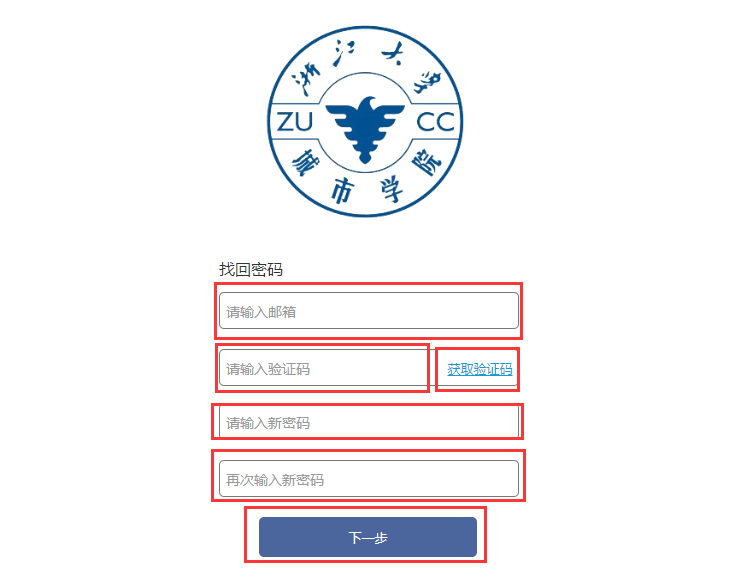 浙江大学
ZU CC
城市学院
找回密码
请输入邮箱
请输入验证码 获取验证码
请输入新密码
再次输入新密码
下一步